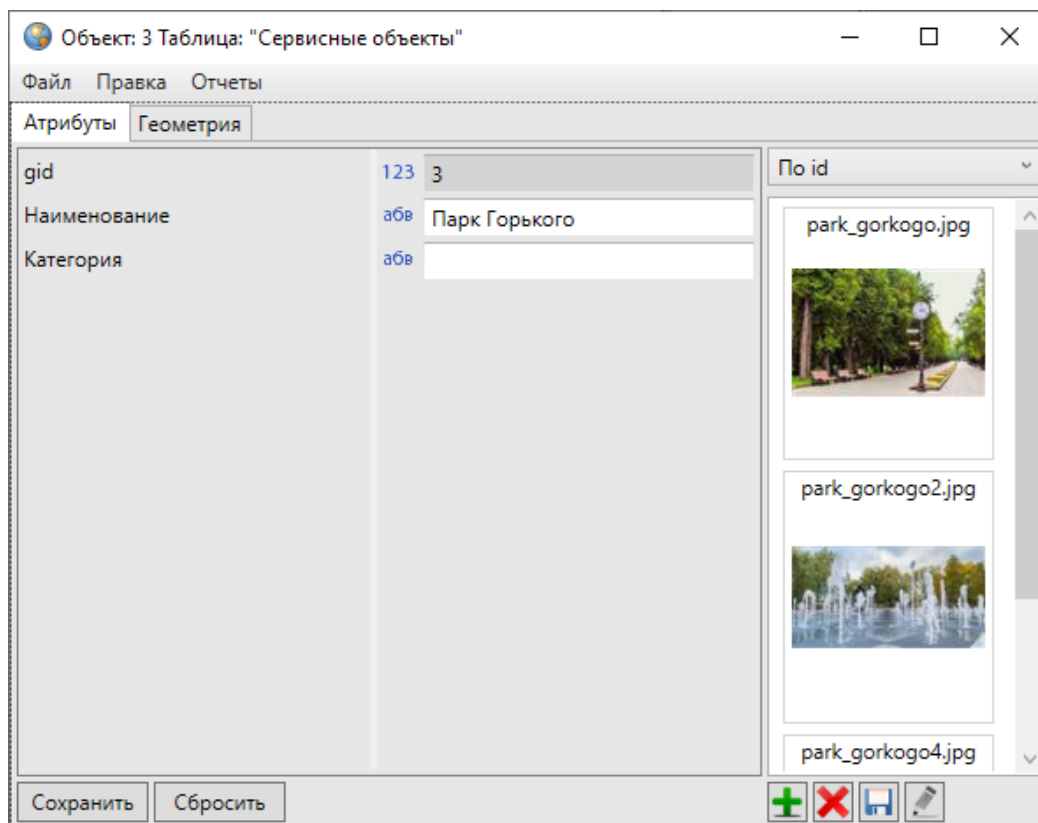 Объект: 3 Таблица: "Сервисные объекты"
Файл Правка Отчеты
Атрибуты Геометрия
gid 123 3
Наименование абв Парк Горького
Категория абв
По id
park_gorkogo.jpg
park_gorkogo2.jpg
park_gorkogo4.jpg
Сохранить Сбросить